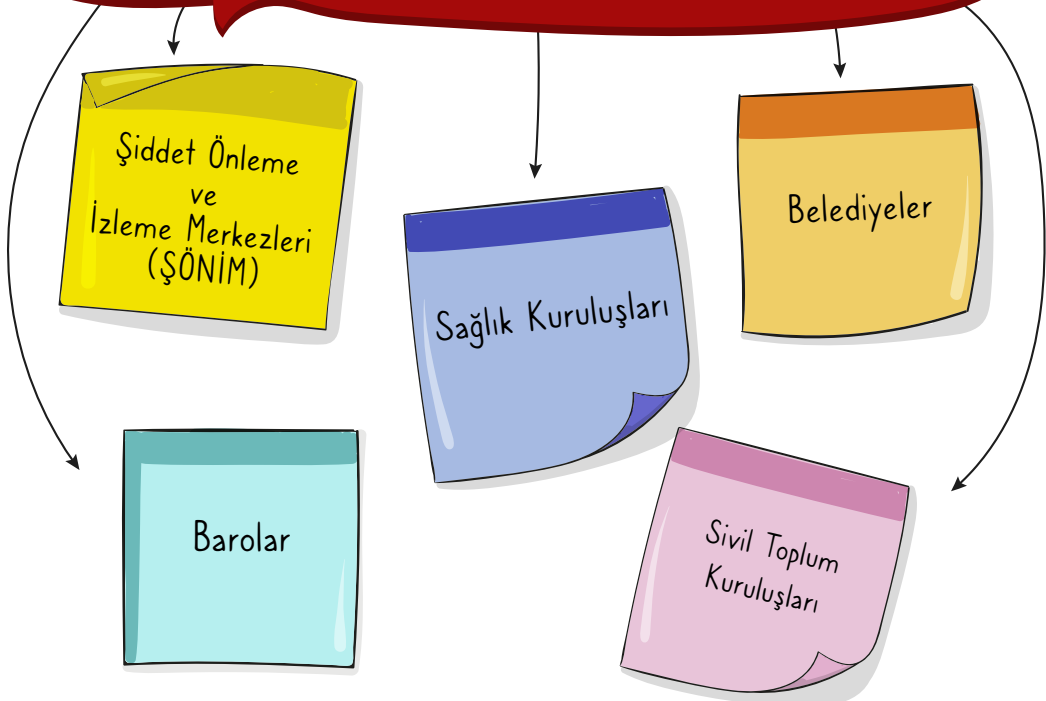 Şiddet Önleme
ve
İzleme Merkezleri
(ŞÖNİM)
Sağlık Kuruluşları
Belediyeler
Barolar
Sivil Toplum
Kuruluşları